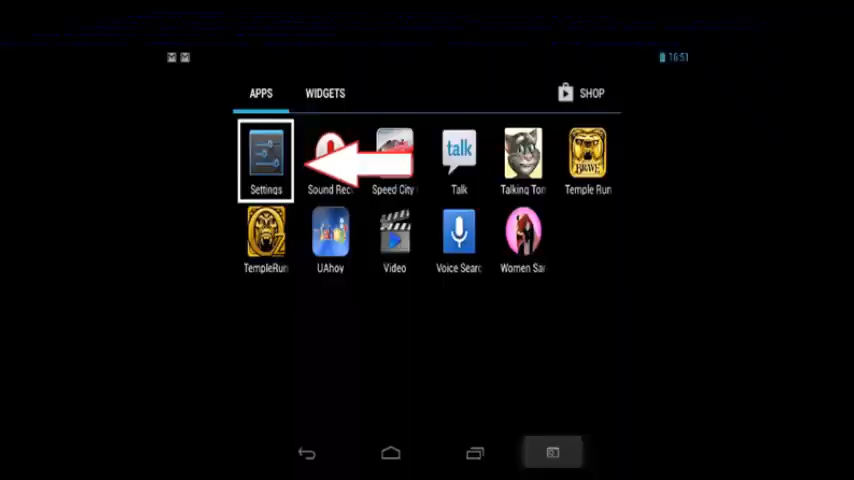 16:51
APPS WIDGETS SHOP
talk
BRAVE
Settings Sound Rec Speed City Talk Talking Tom Temple Run
TempleRun UAhoy Video Voice Searc Women Sa